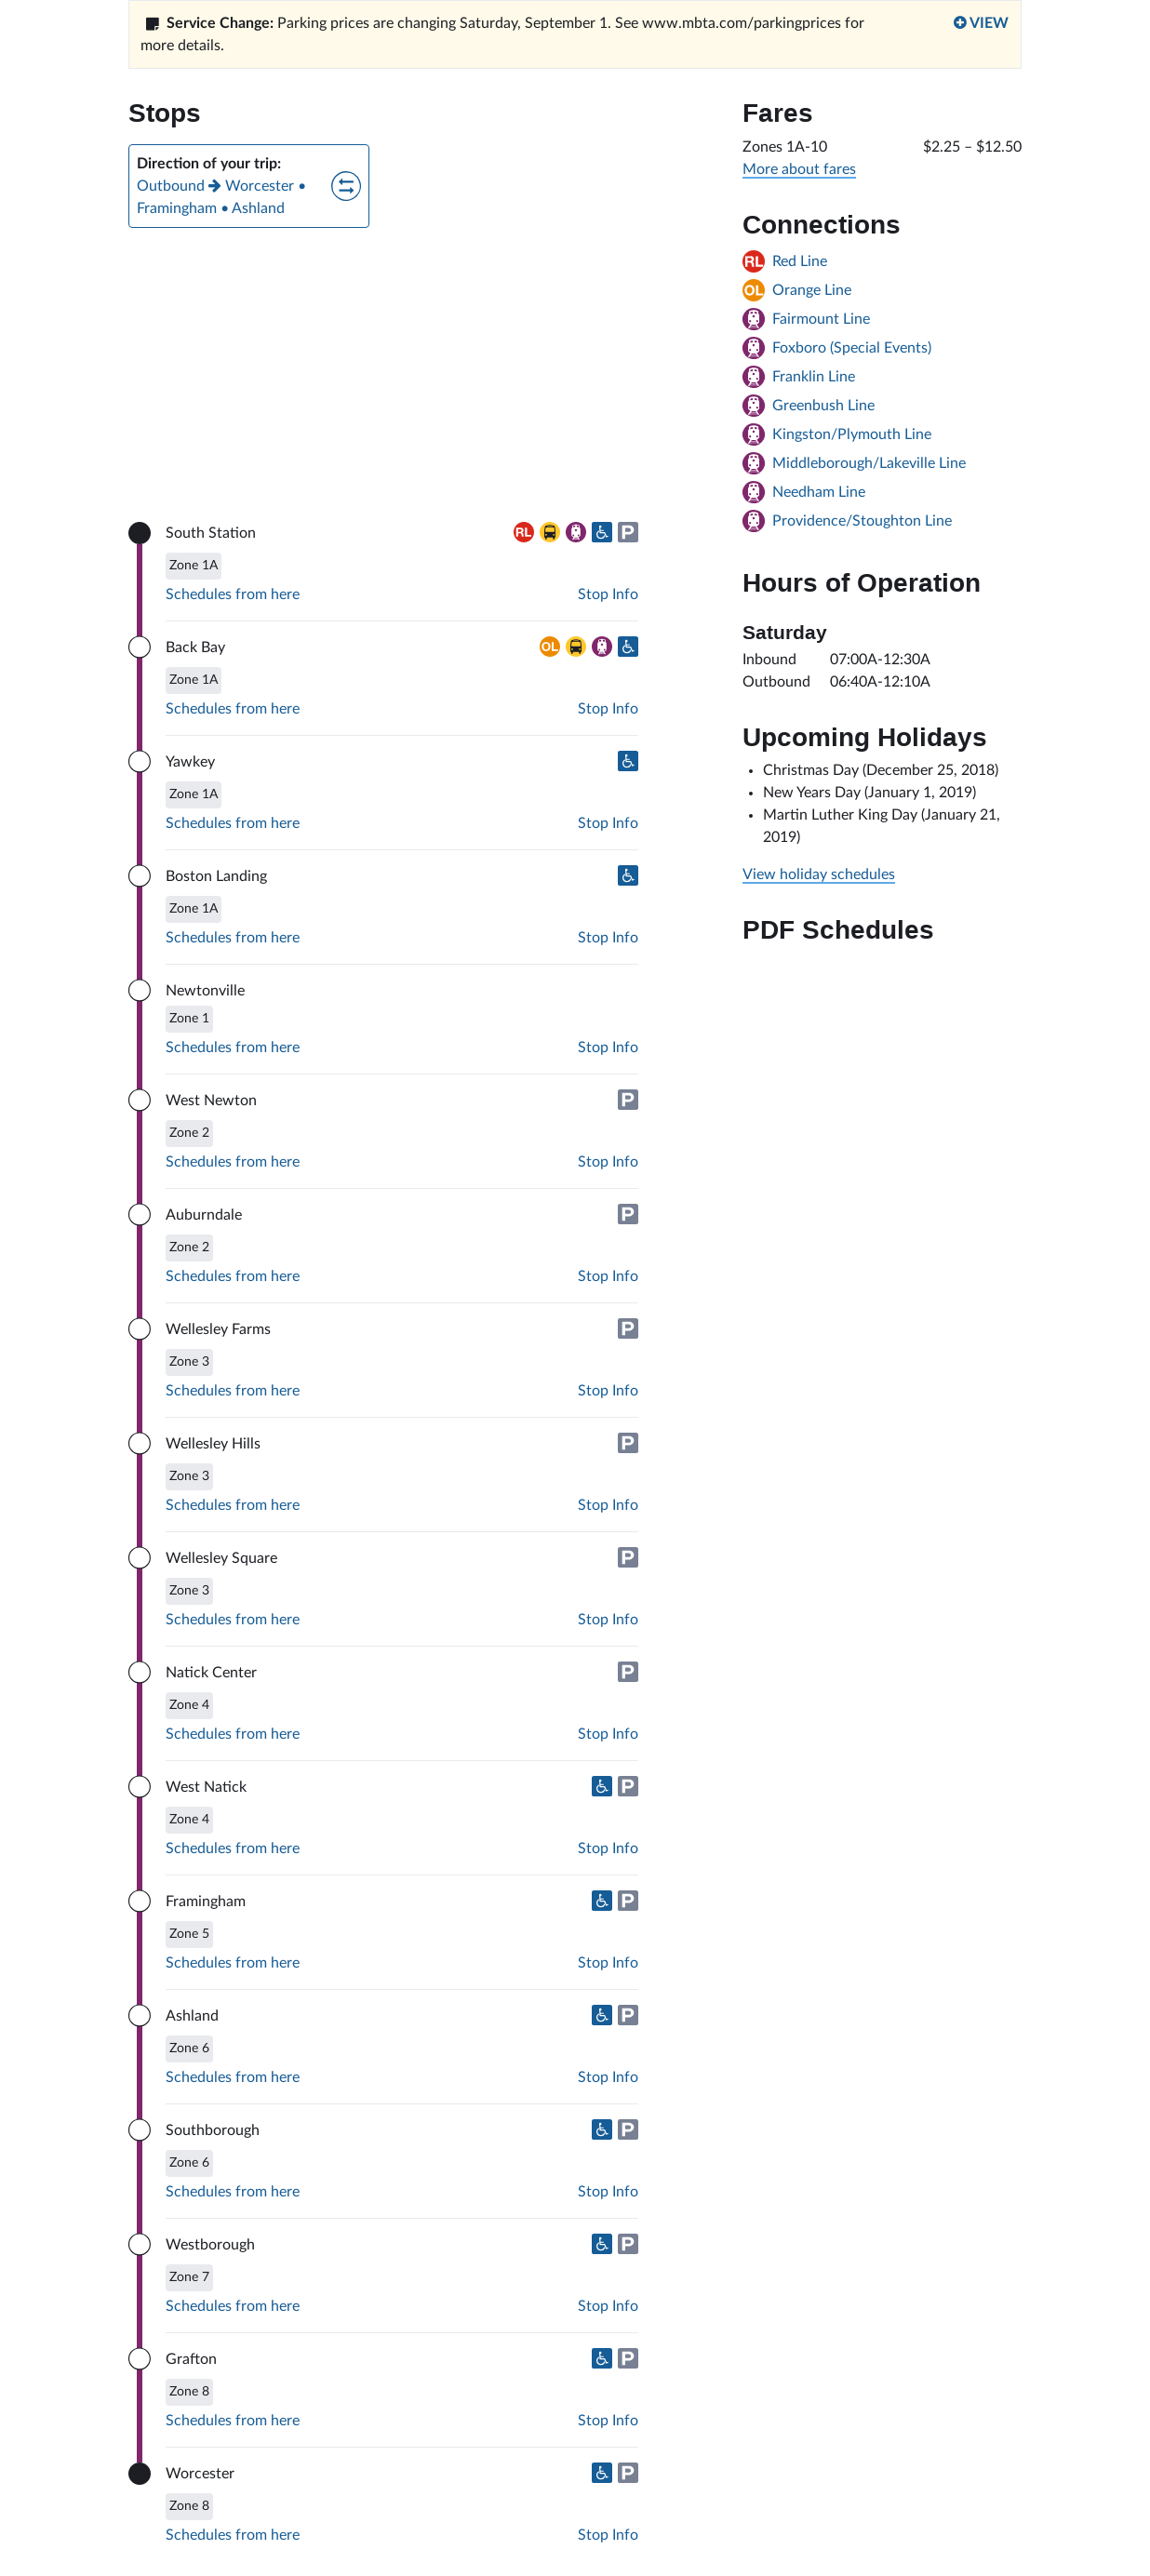 Service Change: Parking prices are changing Saturday, September 1. See www.mbta.com/parkingprices for
more details.
VIEW
Stops
Direction of your trip:
Outbound → Worcester •
Framingham • Ashland
South Station
RL
P
Zone 1A
Schedules from here
Stop Info
Back Bay
OL
Zone 1A
Schedules from here
Stop Info
Yawkey
Zone 1A
Schedules from here
Stop Info
Boston Landing
Zone 1A
Schedules from here
Stop Info
Newtonville
Zone 1
Schedules from here
Stop Info
West Newton
P
Zone 2
Schedules from here
Stop Info
Auburndale
P
Zone 2
Schedules from here
Stop Info
Wellesley Farms
P
Zone 3
Schedules from here
Stop Info
Wellesley Hills
P
Zone 3
Schedules from here
Stop Info
Wellesley Square
P
Zone 3
Schedules from here
Stop Info
Natick Center
P
Zone 4
Schedules from here
Stop Info
West Natick
P
Zone 4
Schedules from here
Stop Info
Framingham
P
Zone 5
Schedules from here
Stop Info
Ashland
P
Zone 6
Schedules from here
Stop Info
Southborough
P
Zone 6
Schedules from here
Stop Info
Westborough
P
Zone 7
Schedules from here
Stop Info
Grafton
P
Zone 8
Schedules from here
Stop Info
Worcester
P
Zone 8
Schedules from here
Stop Info
Fares
Zones 1A-10 $2.25 – $12.50
More about fares
Connections
RL Red Line
OL Orange Line
Fairmount Line
Foxboro (Special Events)
Franklin Line
Greenbush Line
Kingston/Plymouth Line
Middleborough/Lakeville Line
Needham Line
Providence/Stoughton Line
Hours of Operation
Saturday
Inbound 07:00A-12:30A
Outbound 06:40A-12:10A
Upcoming Holidays
• Christmas Day (December 25, 2018)
• New Years Day (January 1, 2019)
• Martin Luther King Day (January 21,
2019)
View holiday schedules
PDF Schedules